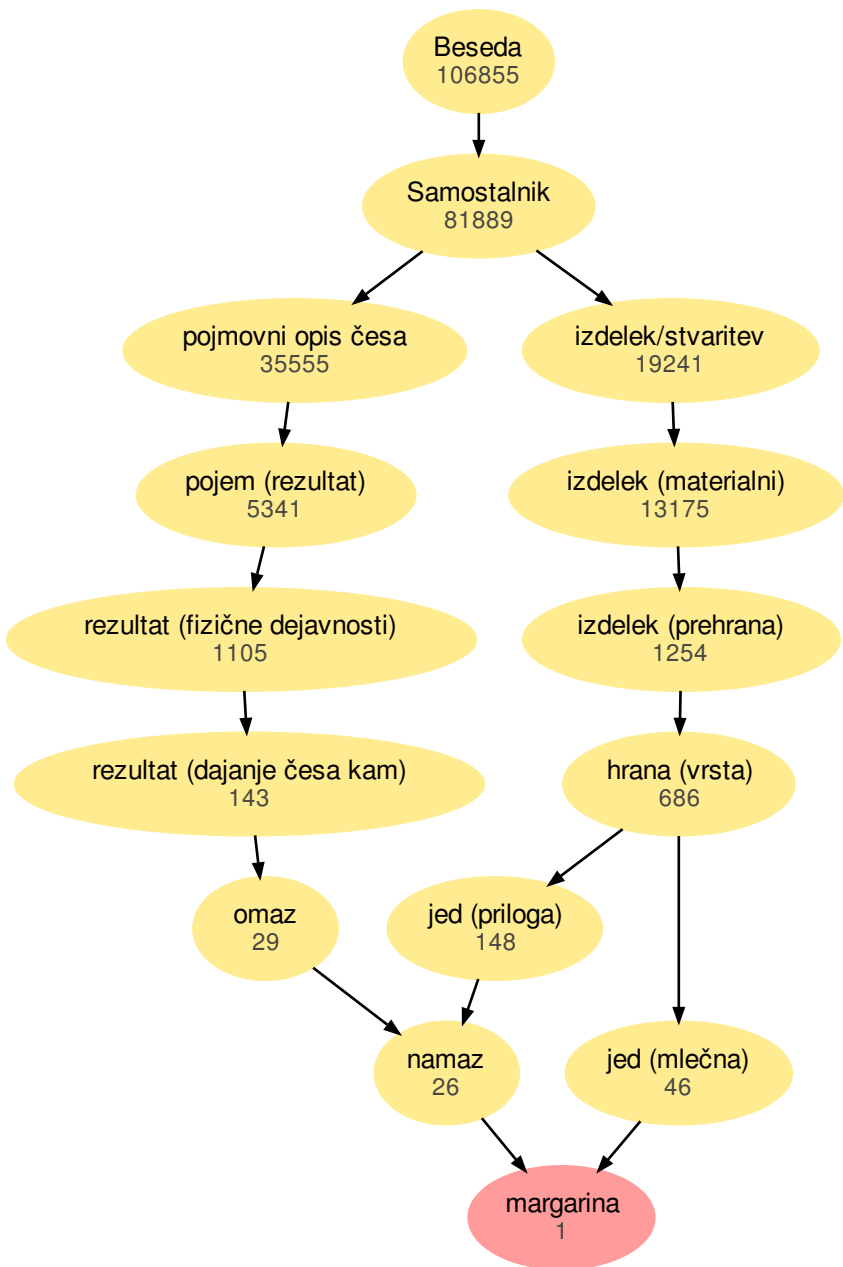 Beseda
106855
Samostalnik
81889
pojmovni opis česa
35555
izdelek/stvaritev
19241
pojem (rezultat)
5341
izdelek (materialni)
13175
rezultat (fizične dejavnosti)
1105
izdelek (prehrana)
1254
rezultat (dajanje česa kam)
143
hrana (vrsta)
686
omaz
29
jed (priloga)
148
namaz
26
jed (mlečna)
46
margarina
1